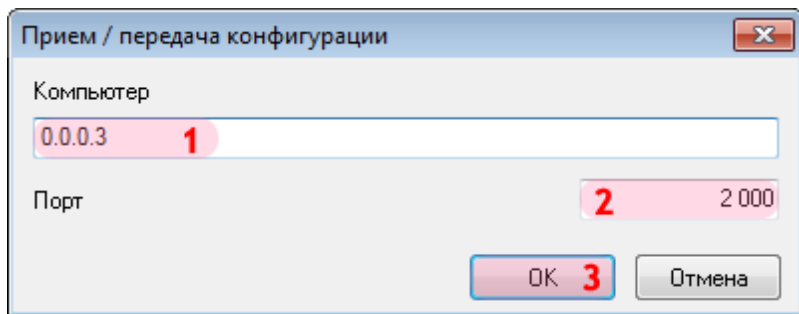 Прием / передача конфигурации
Компьютер
0.0.0.3 1
Порт 2 2 000
OK 3 Отмена